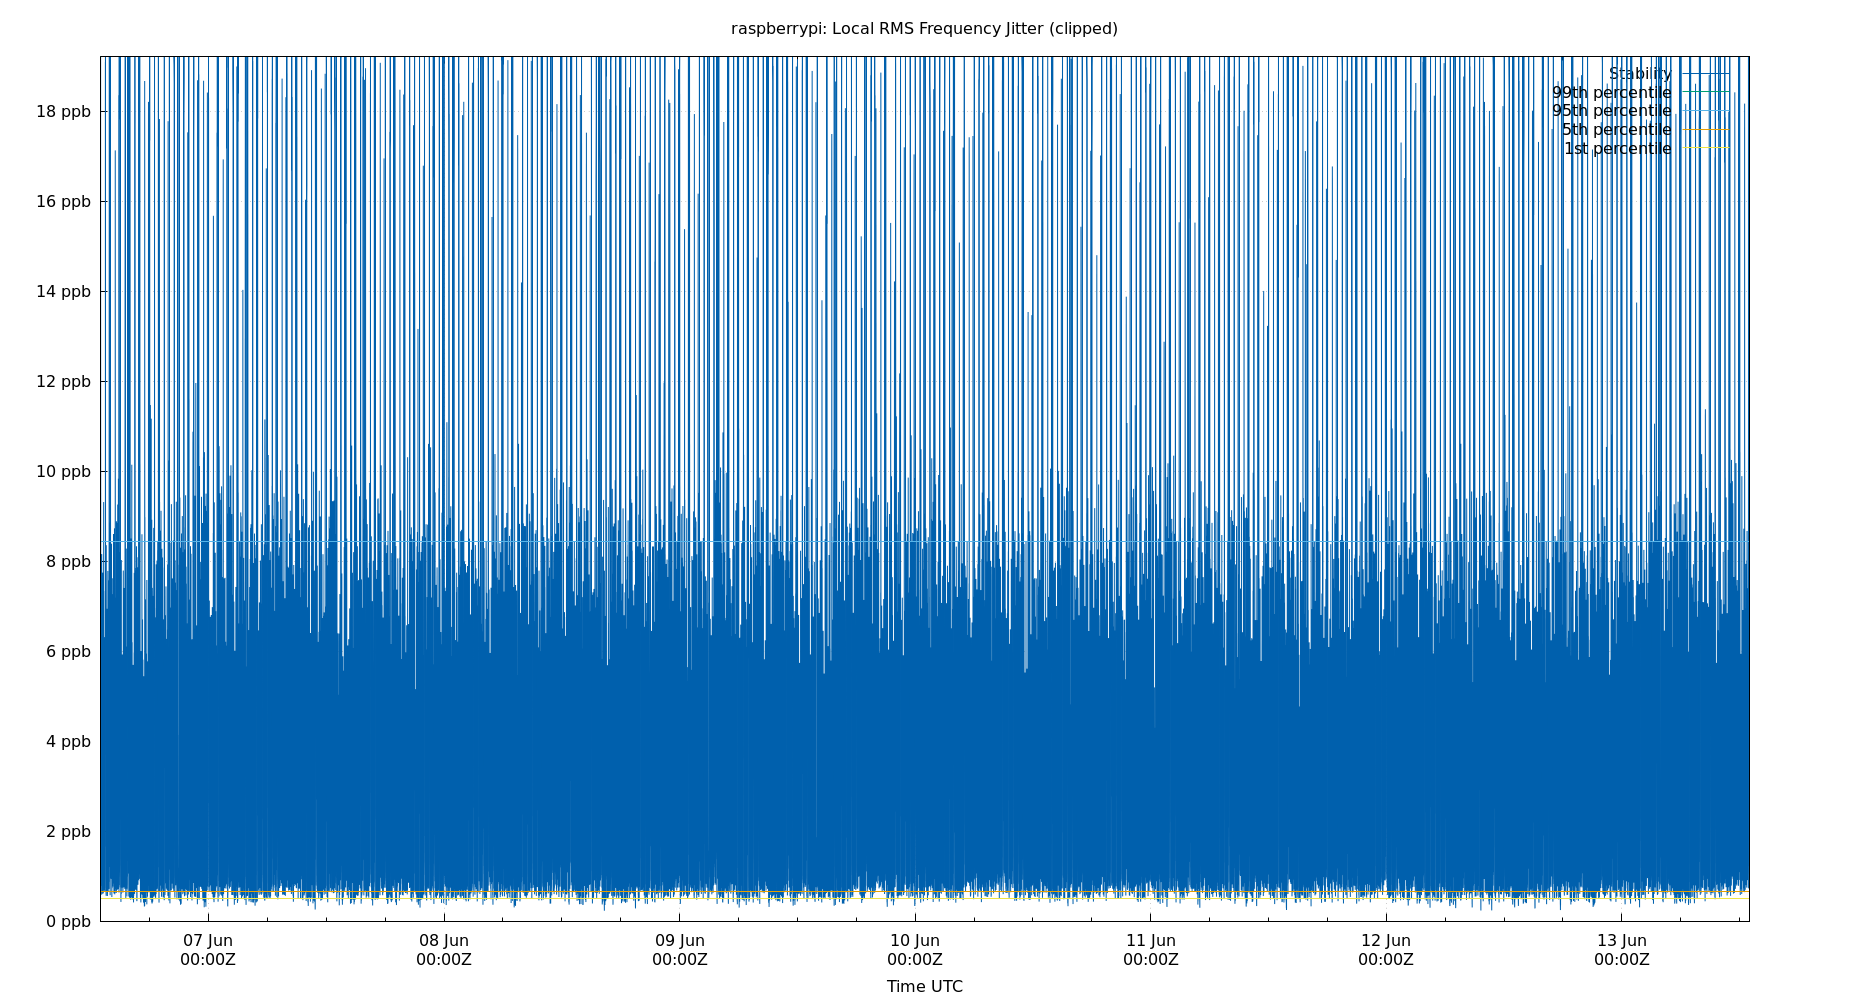 raspberrypi: Local RMS Frequency Jitter (clipped)
Stability
99th percentile
95th percentile
5th percentile
1st percentile
18 ppb
16 ppb
14 ppb
12 ppb
10 ppb
8 ppb
6 ppb
4 ppb
2 ppb
0 ppb
07 Jun 08 Jun 09 Jun 10 Jun 11 Jun 12 Jun 13 Jun
00:00Z 00:00Z 00:00Z 00:00Z 00:00Z 00:00Z 00:00Z
Time UTC